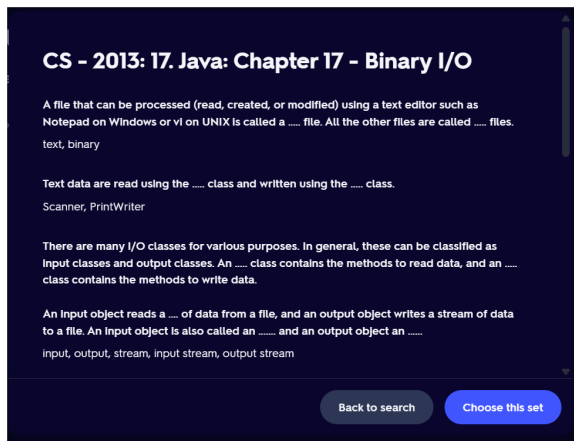 CS - 2013: 17. Java: Chapter 17 - Binary I/O
A file that can be processed (read, created, or modified) using a text editor such as
Notepad on Windows or vi on UNIX is called a ..... file. All the other files are called ..... files.
text, binary
Text data are read using the ..... class and written using the ..... class.
Scanner, PrintWriter
There are many I/O classes for various purposes. In general, these can be classified as
input classes and output classes. An ..... class contains the methods to read data, and an .....
class contains the methods to write data.
An input object reads a .... of data from a file, and an output object writes a stream of data
to a file. An input object is also called an ....... and an output object an ......
input, output, stream, input stream, output stream
Back to search
Choose this set